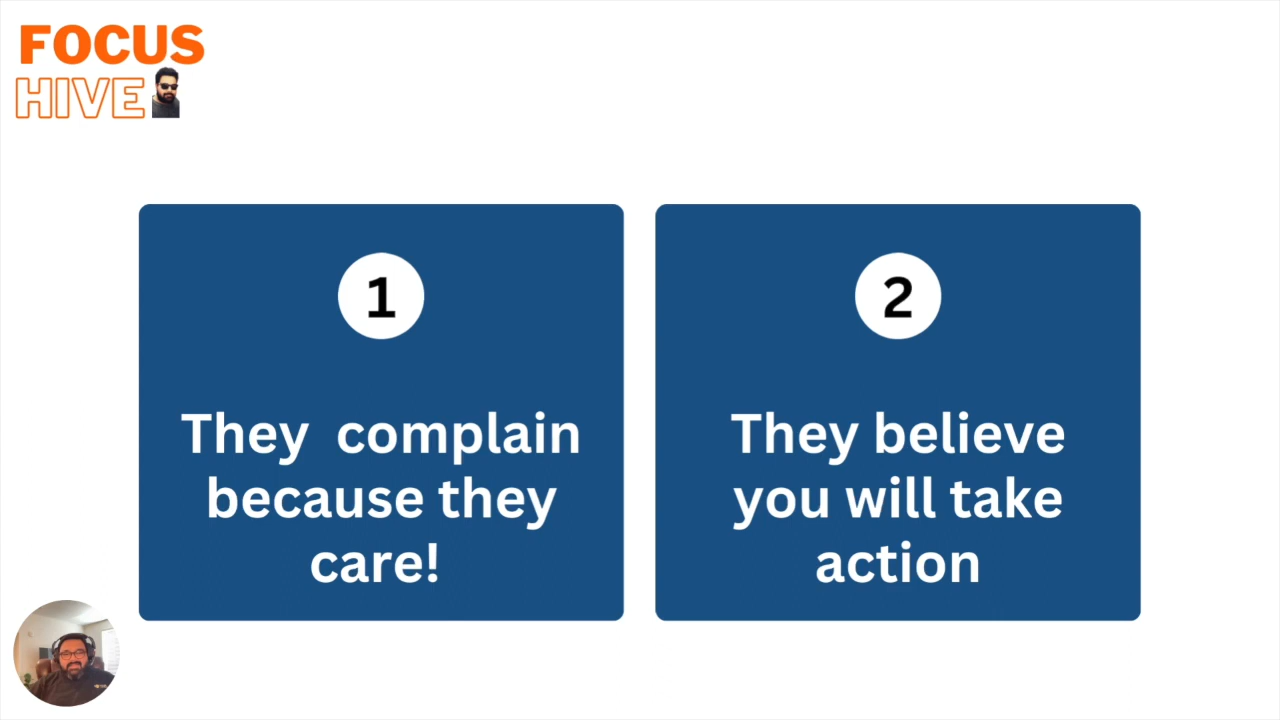 FOCUS
HIVE
1
They  complain
because they
care!
2
They believe
you will take
action